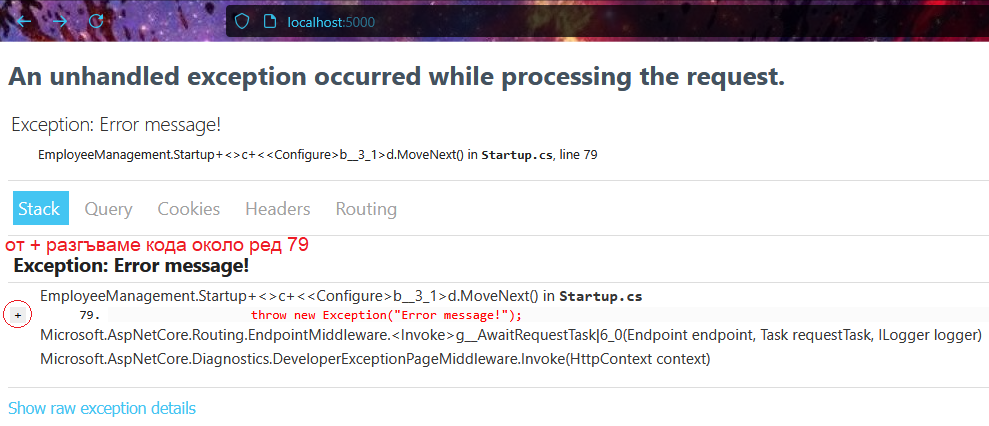 localhost:5000
An unhandled exception occurred while processing the request.
Exception: Error message!
EmployeeManagement.Startup+<>c+<<Configure>b__3_1>d.MoveNext() in Startup.cs, line 79
Stack Query Cookies Headers Routing
от + разгъваме кода около ред 79
Exception: Error message!
EmployeeManagement.Startup+<>c+<<Configure>b__3_1>d.MoveNext() in Startup.cs
+ 79. throw new Exception("Error message!");
Microsoft.AspNetCore.Routing.EndpointMiddleware.<Invoke>g__AwaitRequestTask|6_0(Endpoint endpoint, Task requestTask, ILogger logger)
Microsoft.AspNetCore.Diagnostics.DeveloperExceptionPageMiddleware.Invoke(HttpContext context)
Show raw exception details